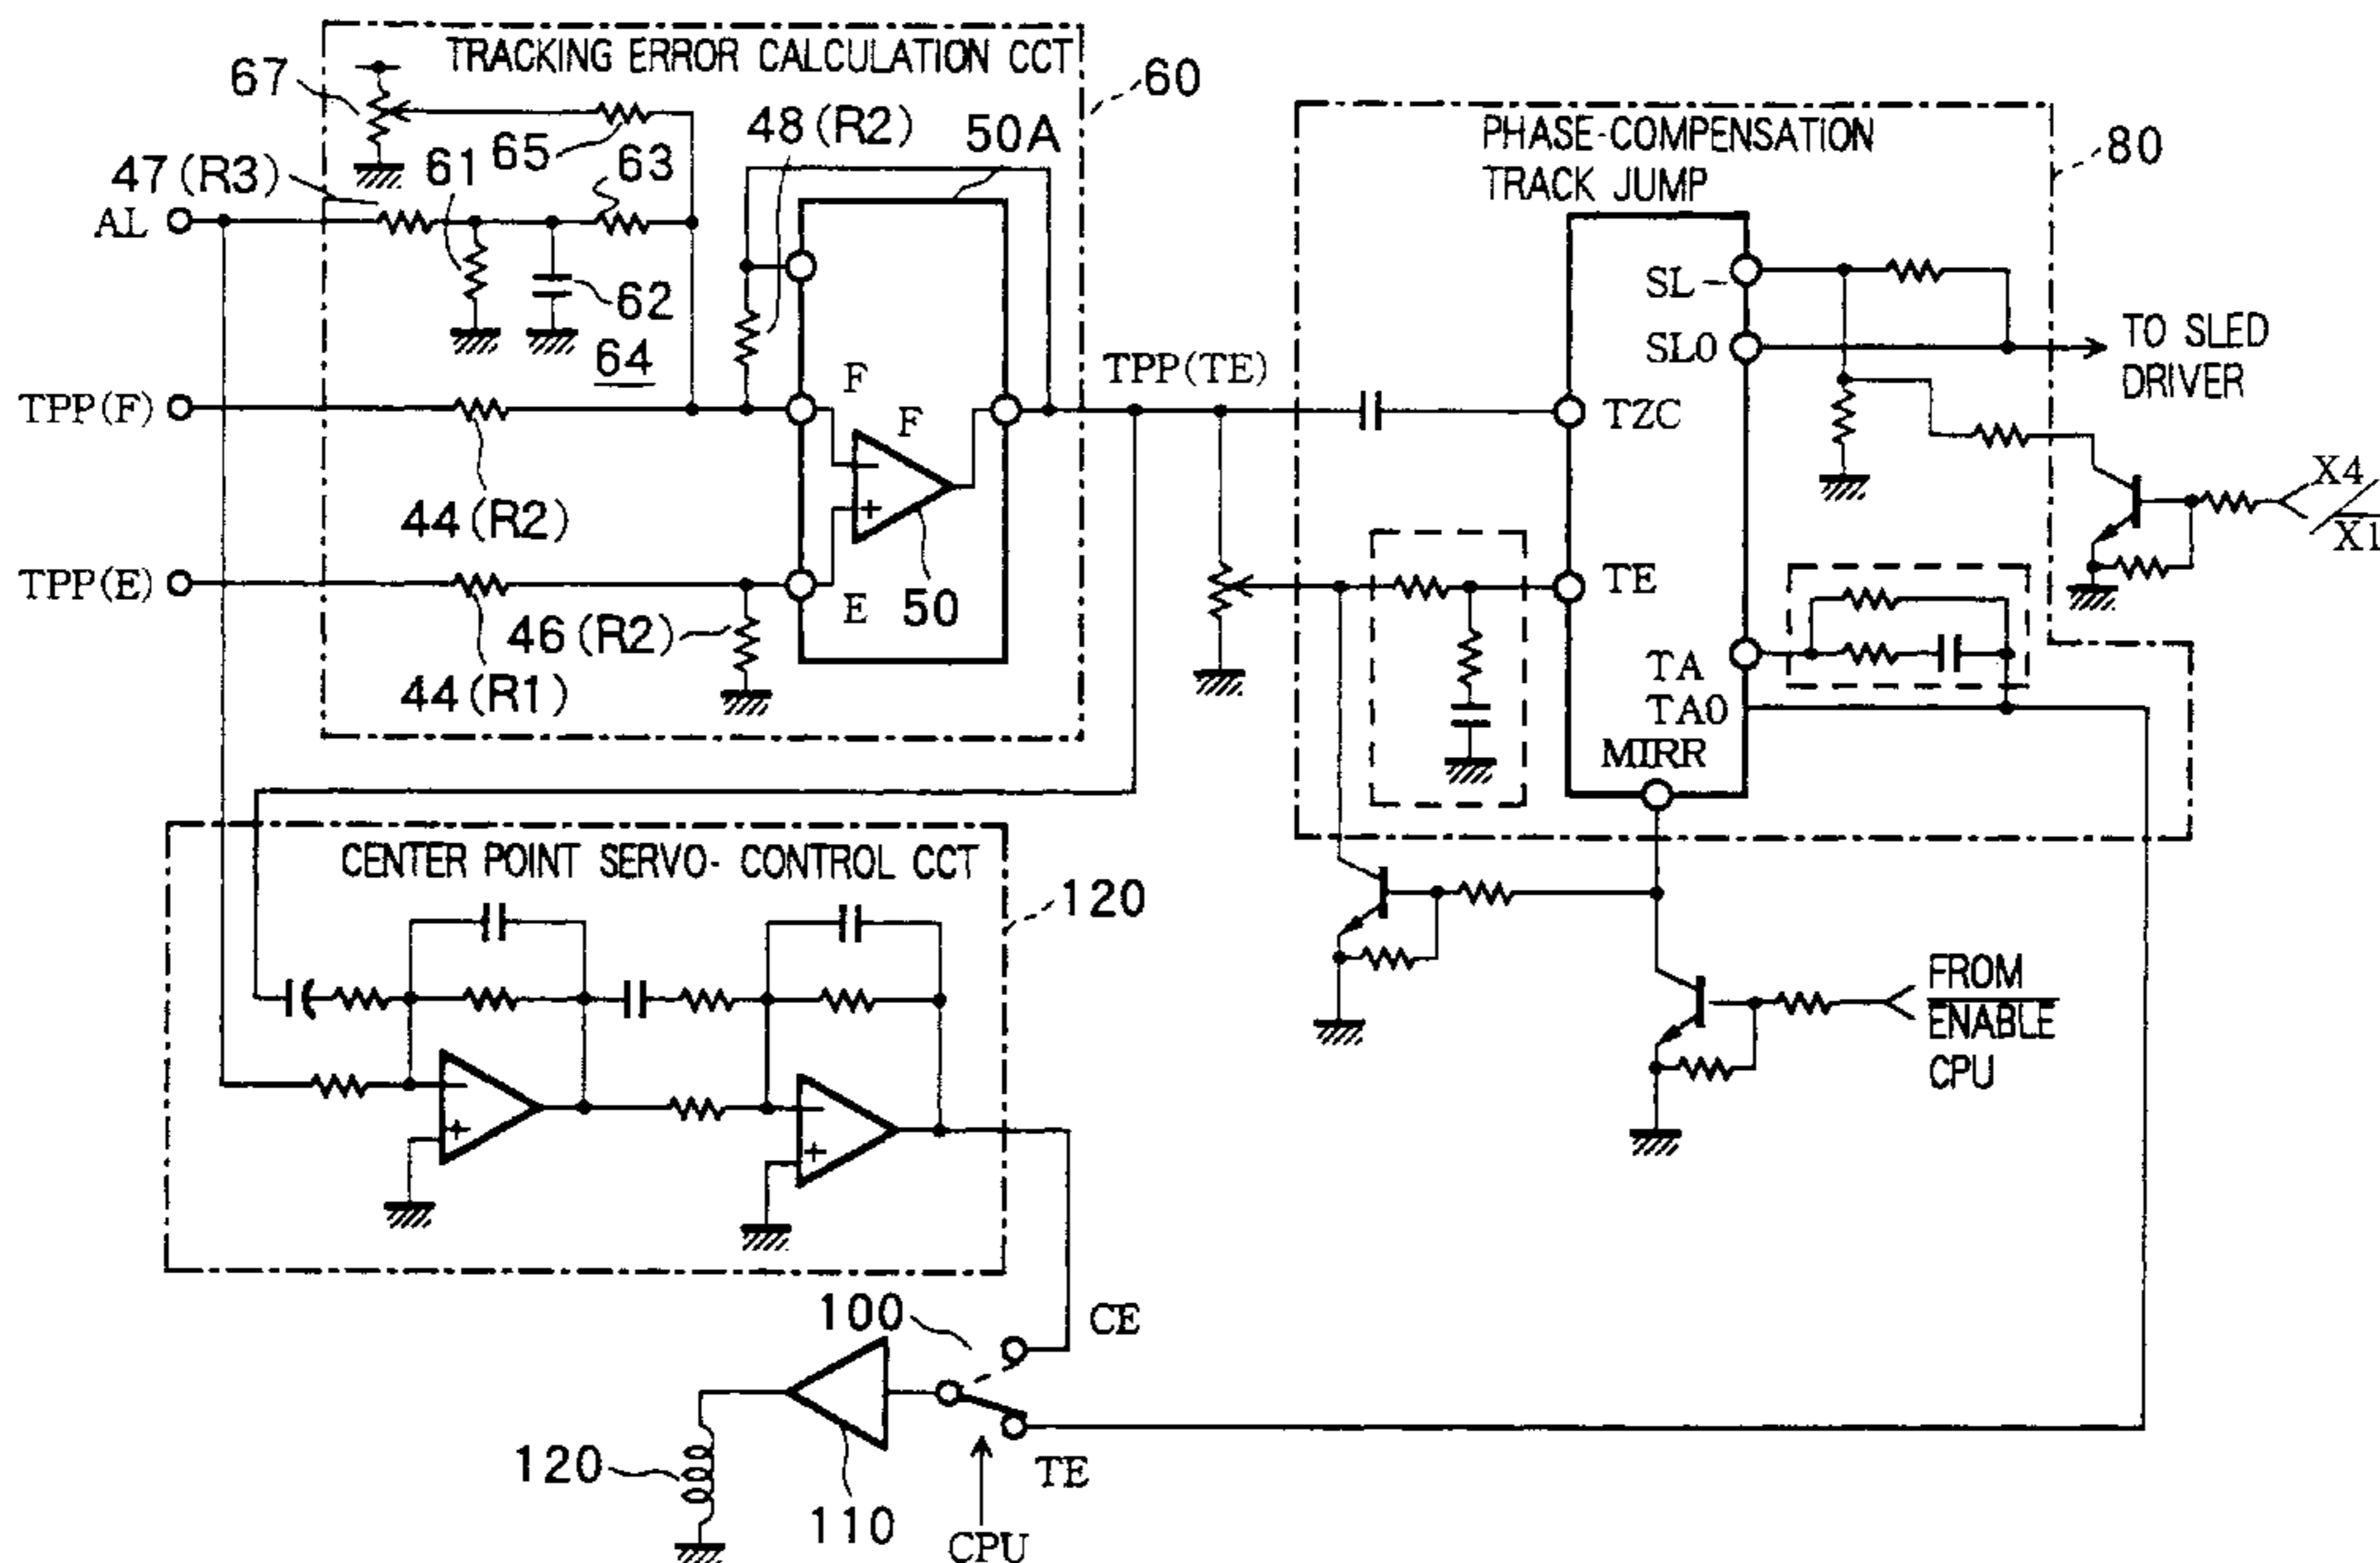 TRACKING ERROR CALCULATION CCT
60
67
65
48 (R2)
50A
47 (R3)
61
63
AL
62
64
TPP(F)
F
F
44 (R2)
TPP(E)
E
50
46 (R2)
44 (R1)
TPP(TE)
PHASE-COMPENSATION
TRACK JUMP
80
SL-
SL0
TO SLED
DRIVER
TZC
X4/X1
TE
TA
TA0
MIRR
CENTER POINT SERVO-CONTROL CCT
120
FROM
ENABLE
CPU
100
CE
120
110
TE
CPU